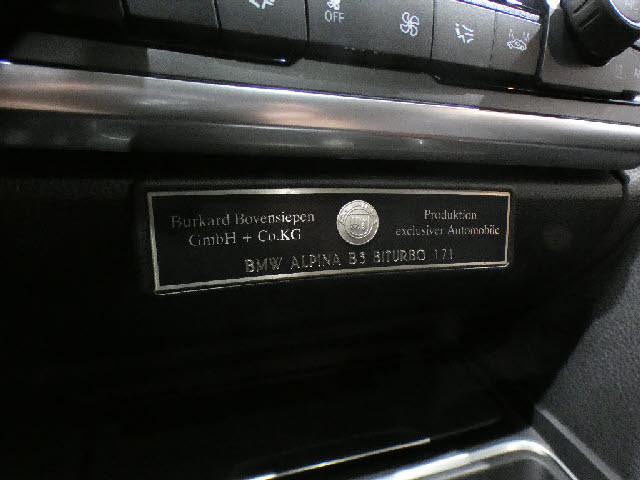 OFF
Burkard Bovensiepen
GmbH + Co.KG
Produktion
exclusiver Automobile
BMW ALPINA B3 BITURBO 171